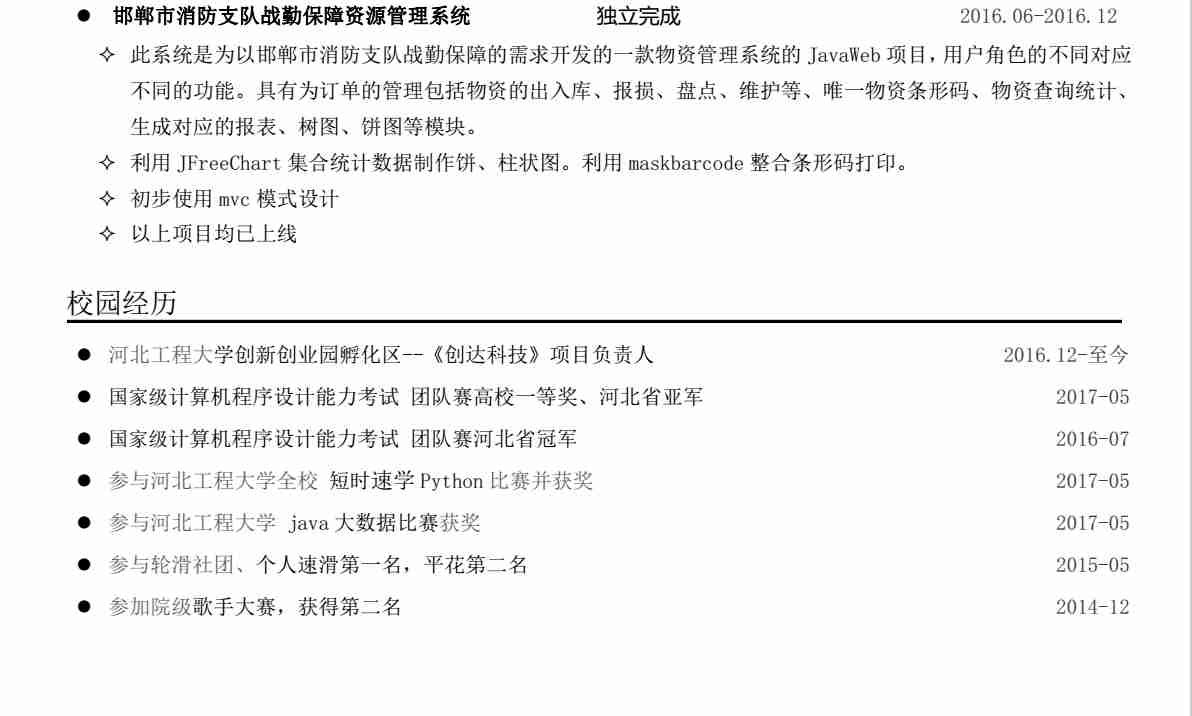 ● 邯郸市消防支队战勤保障资源管理系统 独立完成 2016.06-2016.12
✧ 此系统是为以邯郸市消防支队战勤保障的需求开发的一款物资管理系统的 JavaWeb 项目，用户角色的不同对应
不同的功能。具有为订单的管理包括物资的出入库、报损、盘点、维护等、唯一物资条形码、物资查询统计、
生成对应的报表、树图、饼图等模块。
✧ 利用 JFreeChart 集合统计数据制作饼、柱状图。利用 maskbarcode 整合条形码打印。
✧ 初步使用 mvc 模式设计
✧ 以上项目均已上线
校园经历
● 河北工程大学创新创业园孵化区--《创达科技》项目负责人 2016.12-至今
● 国家级计算机程序设计能力考试 团队赛高校一等奖、河北省亚军 2017-05
● 国家级计算机程序设计能力考试 团队赛河北省冠军 2016-07
● 参与河北工程大学全校 短时速学 Python 比赛并获奖 2017-05
● 参与河北工程大学 java 大数据比赛获奖 2017-05
● 参与轮滑社团、个人速滑第一名，平花第二名 2015-05
● 参加院级歌手大赛，获得第二名 2014-12